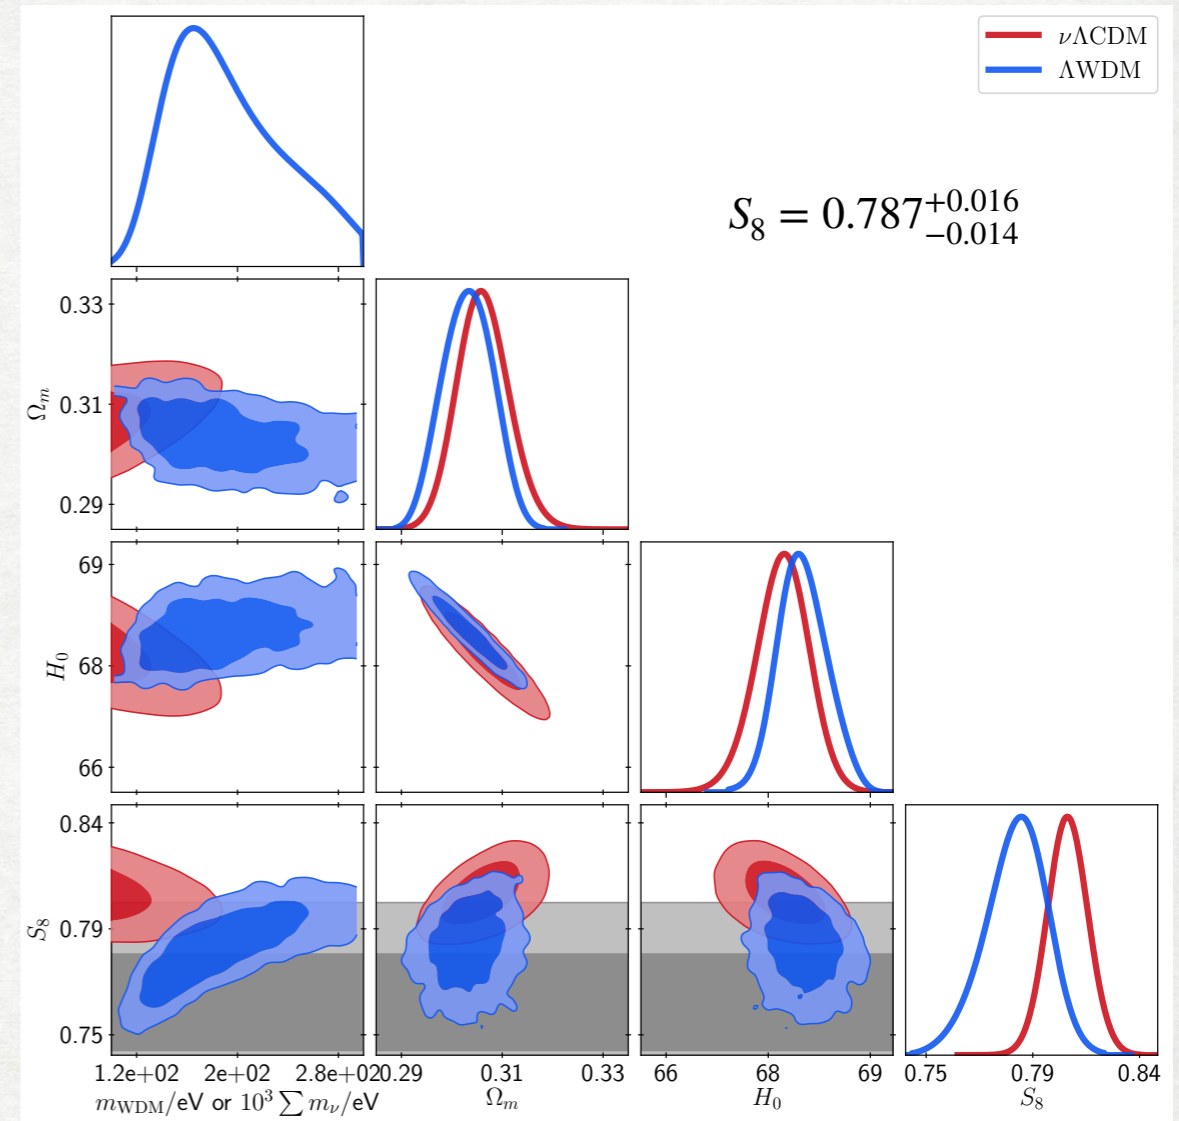 νΛCDM
ΛWDM
S₈ = 0.787⁺⁰·⁰¹⁶₋₀.₀₁₄
0.33
0.31
0.29
Ωₘ
69
68
66
H₀
0.84
0.79
0.75
S₈
1.2e+02 2e+02 2.8e+02
0.29 0.31 0.33
66 68 69
0.75 0.79 0.84
m_WDM/eV or 10³ ∑ m_ν/eV
Ωₘ
H₀
S₈